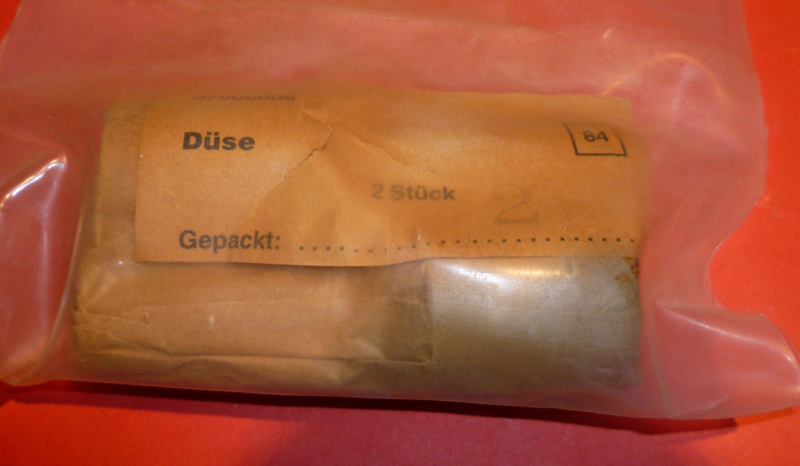 Düse
84
2 Stück 2
Gepackt: ................................